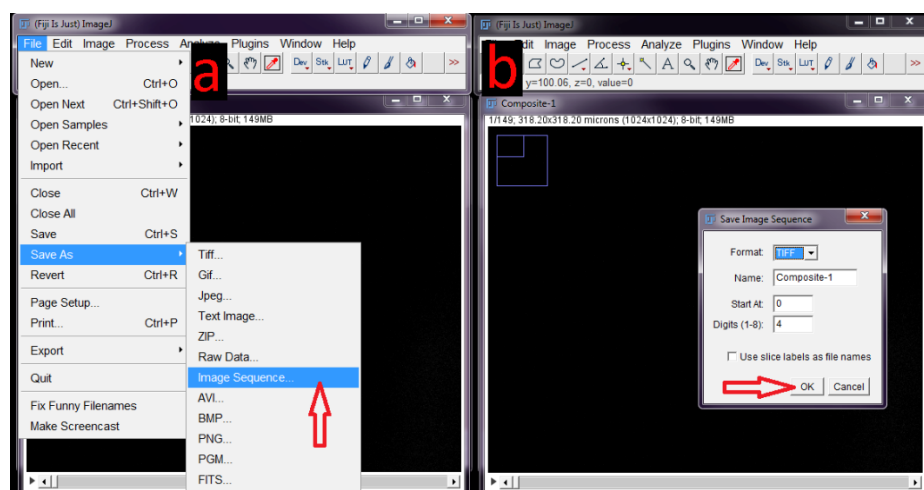 (Fiji Is Just) ImageJ
File Edit Image Process Analyze Plugins Window Help
a
Dev Stk LUT >>
New
Open... Ctrl+O
Open Next Ctrl+Shift+O
Open Samples
Open Recent
Import
Close Ctrl+W
Close All
Save Ctrl+S
Save As
Revert Ctrl+R
Page Setup...
Print... Ctrl+P
Export
Quit
Fix Funny Filenames
Make Screencast
1024); 8-bit; 149MB
Tiff...
Gif...
Jpeg...
Text Image...
ZIP...
Raw Data...
Image Sequence...
AVI...
BMP...
PNG...
PGM...
FITS...
(Fiji Is Just) ImageJ
dit Image Process Analyze Plugins Window Help
b
A Dev Stk LUT >>
y=100.06, z=0, value=0
Composite-1
1/149; 318.20x318.20 microns (1024x1024); 8-bit; 149MB
Save Image Sequence
Format: TIFF
Name: Composite-1
Start At: 0
Digits (1-8): 4
Use slice labels as file names
OK Cancel